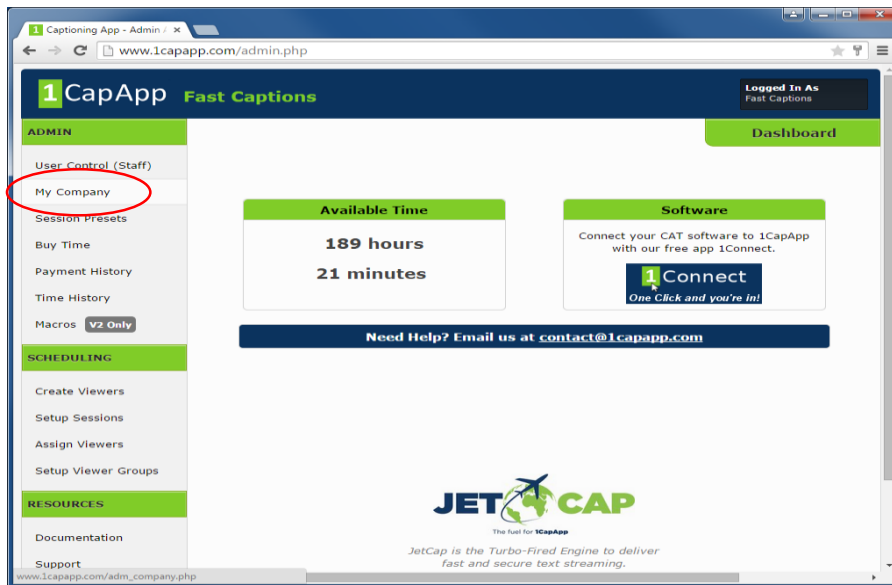 Captioning App - Admin /
www.1capapp.com/admin.php
1CapApp Fast Captions
Logged In As
Fast Captions
ADMIN
User Control (Staff)
My Company
Session Presets
Buy Time
Payment History
Time History
Macros V2 Only
SCHEDULING
Create Viewers
Setup Sessions
Assign Viewers
Setup Viewer Groups
RESOURCES
Documentation
Support
www.1capapp.com/adm_company.php
Dashboard
Available Time
189 hours
21 minutes
Software
Connect your CAT software to 1CapApp
with our free app 1Connect.
1Connect
One Click and you're in!
Need Help? Email us at contact@1capapp.com
JETCAP
The fuel for 1CapApp
JetCap is the Turbo-Fired Engine to deliver
fast and secure text streaming.